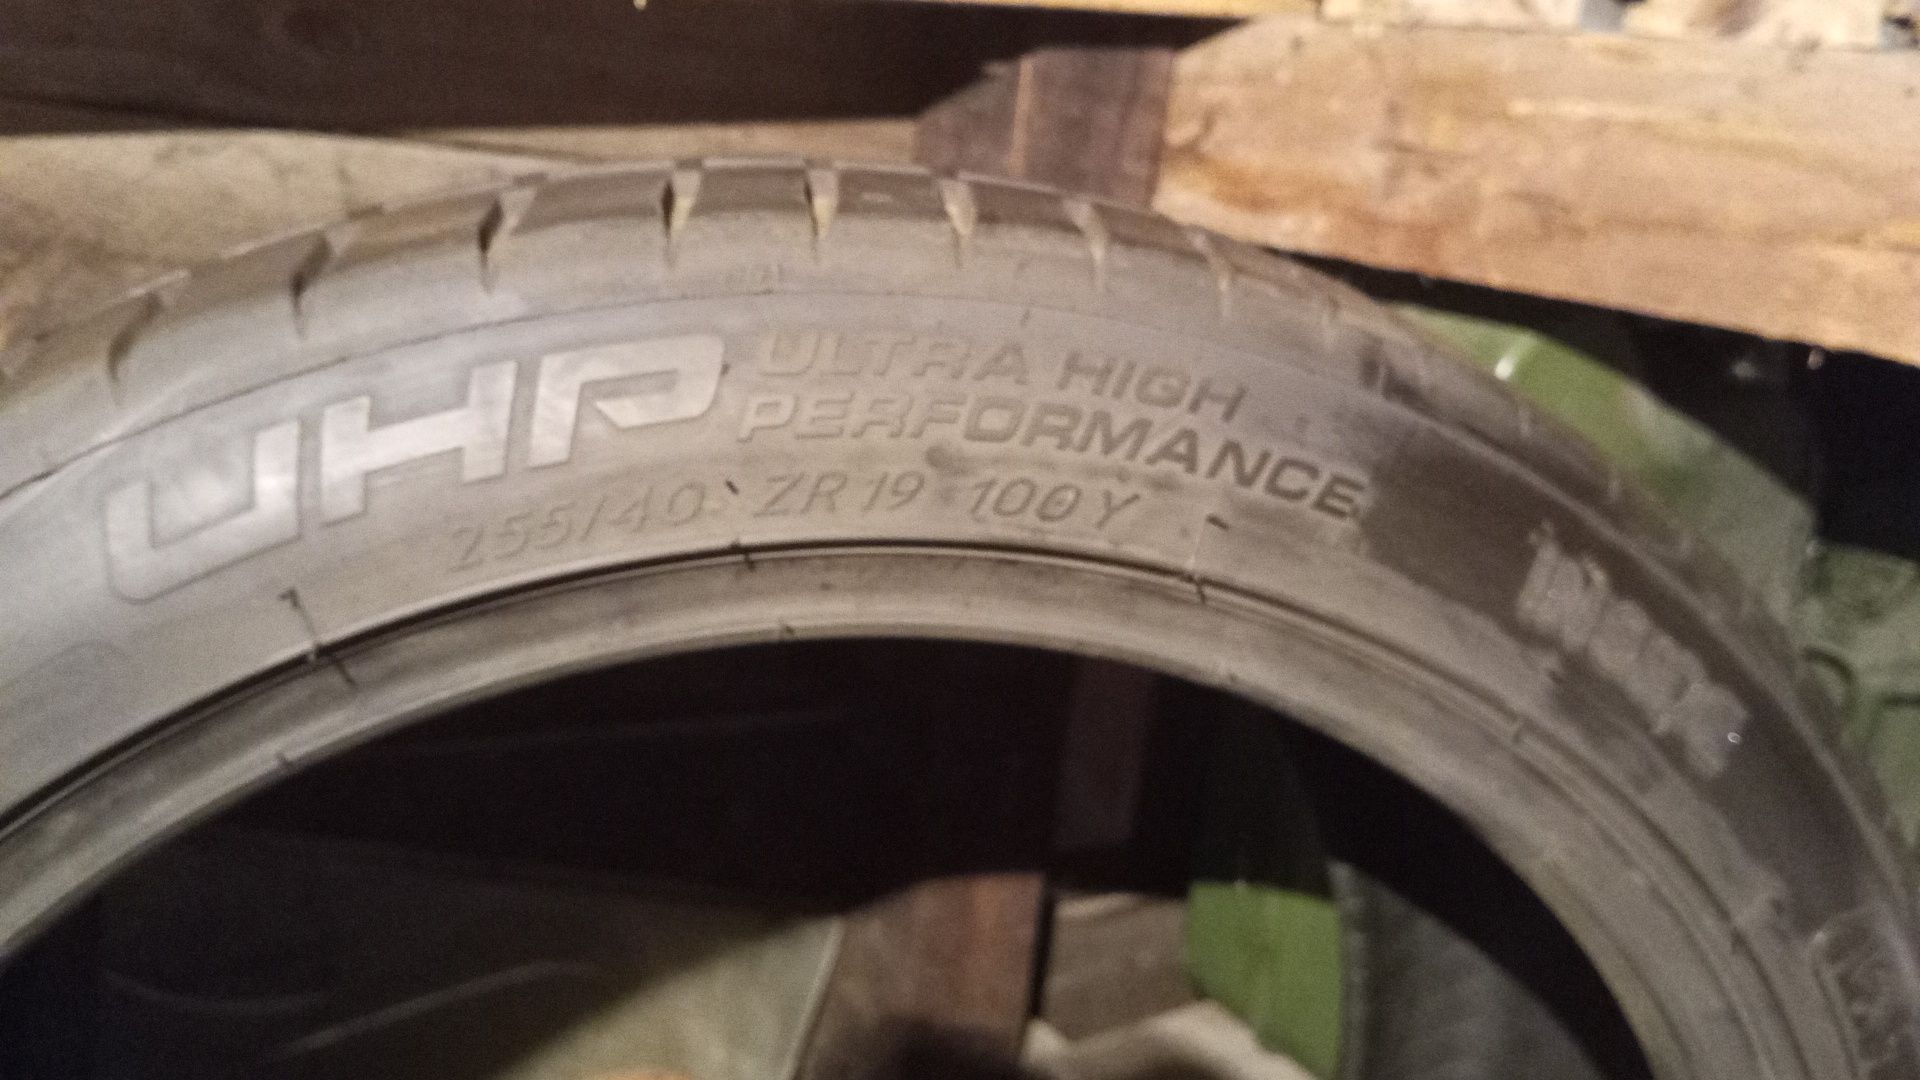 UHP
ULTRA HIGH
PERFORMANCE
255/40 ZR 19 100Y